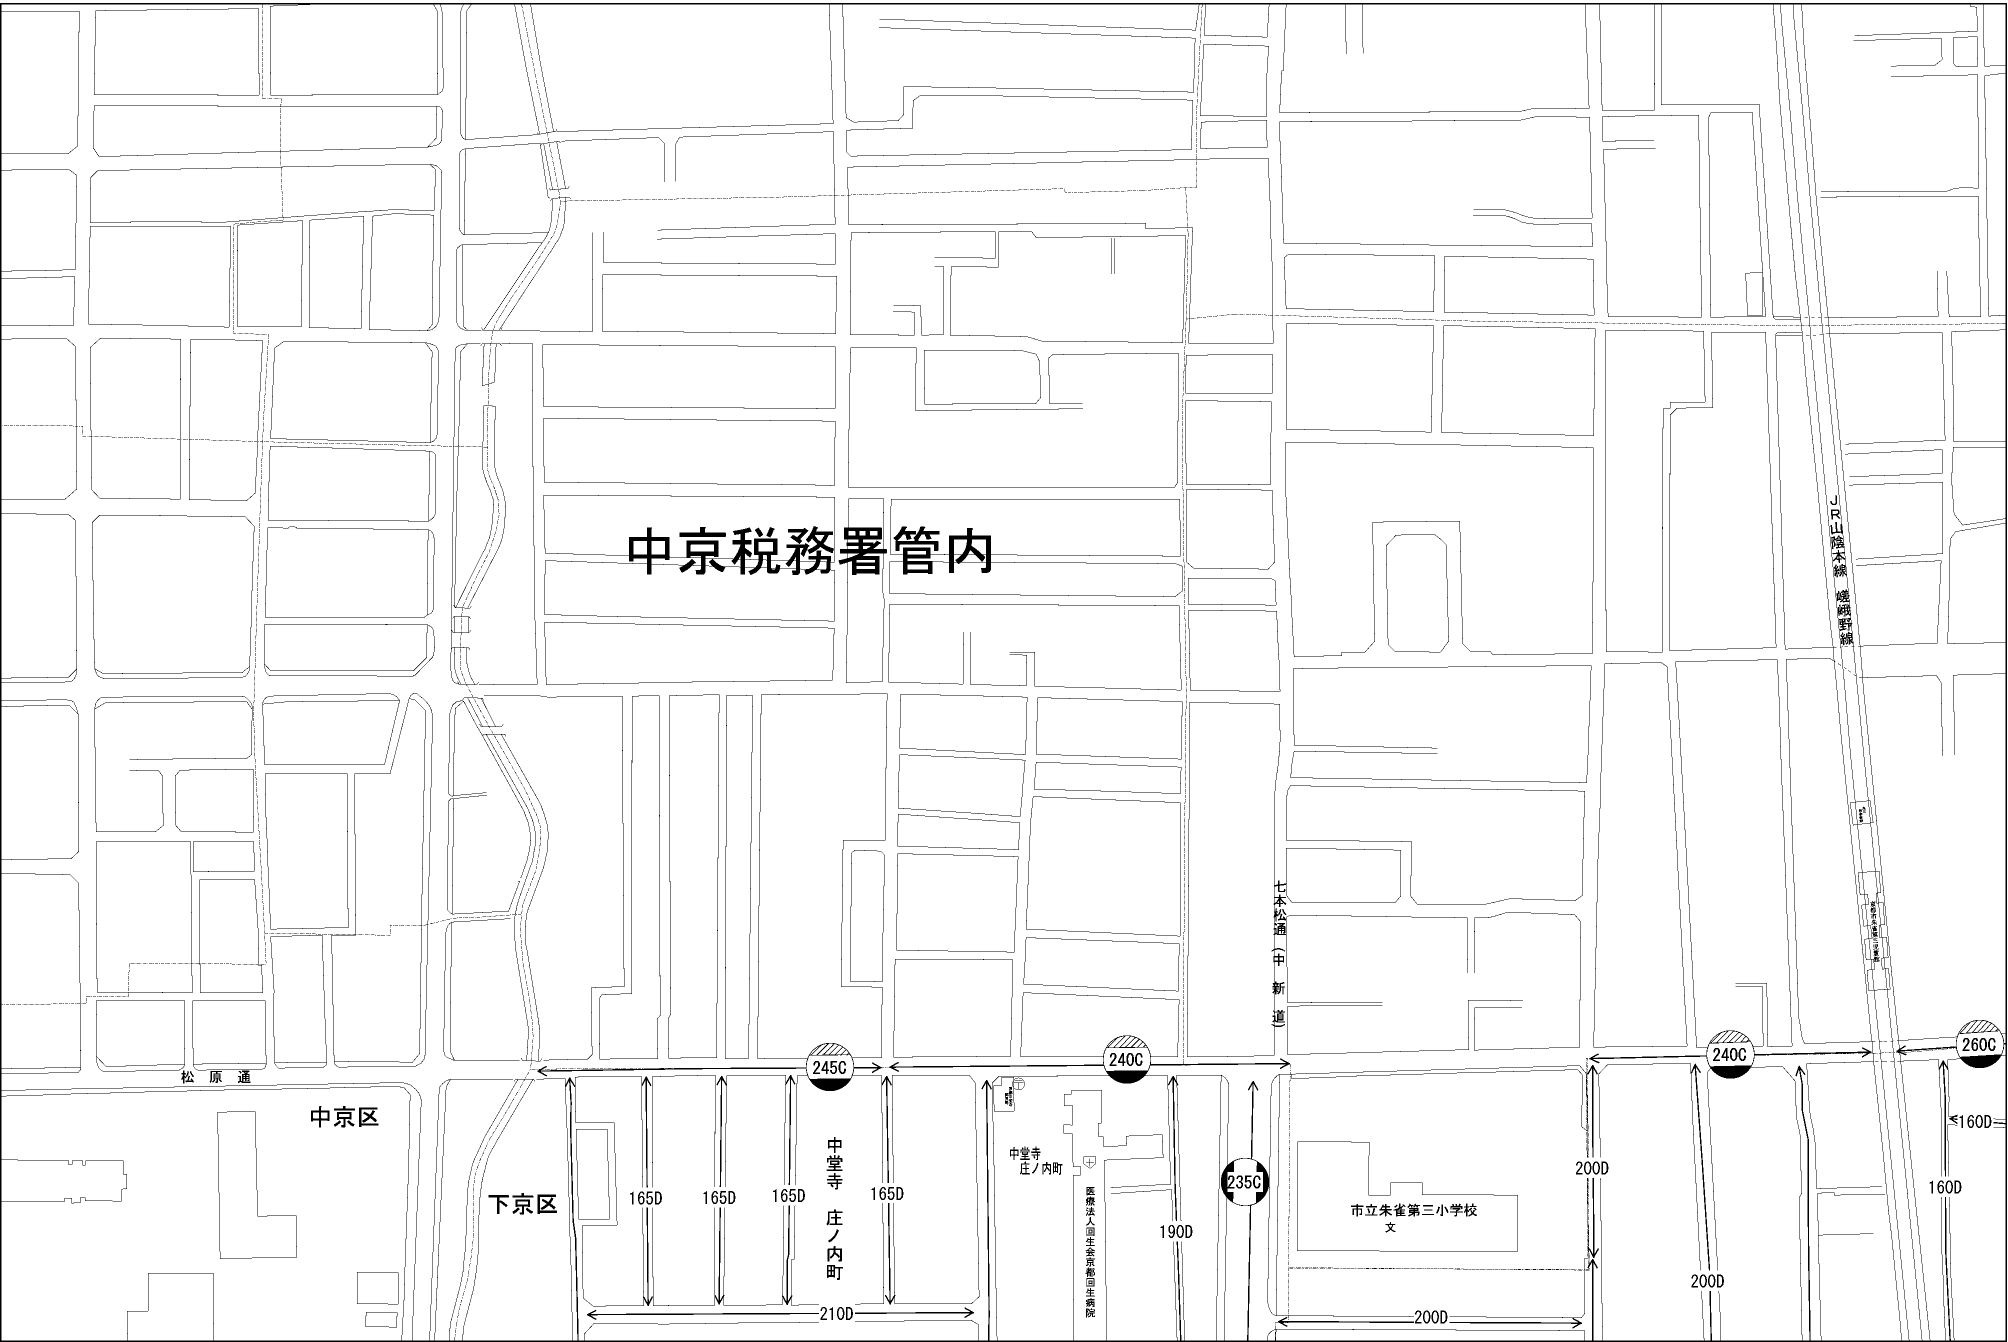 中京税務署管内
JR山陰本線 嵯峨野線
七本松通(中新道)
松原通
245C
240C
240C
260C
中京区
下京区
165D
165D
165D
165D
中堂寺 庄ノ内町
中堂寺
庄ノ内町
医療法人回生会京都回生病院
190D
235C
市立朱雀第三小学校
文
200D
200D
160D
160D
210D
200D